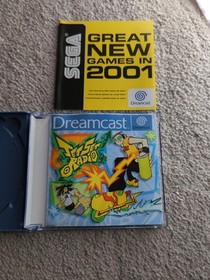 SEGA
GREAT
NEW
GAMES IN
2001
Dreamcast
Dreamcast
JET SET
RADIO